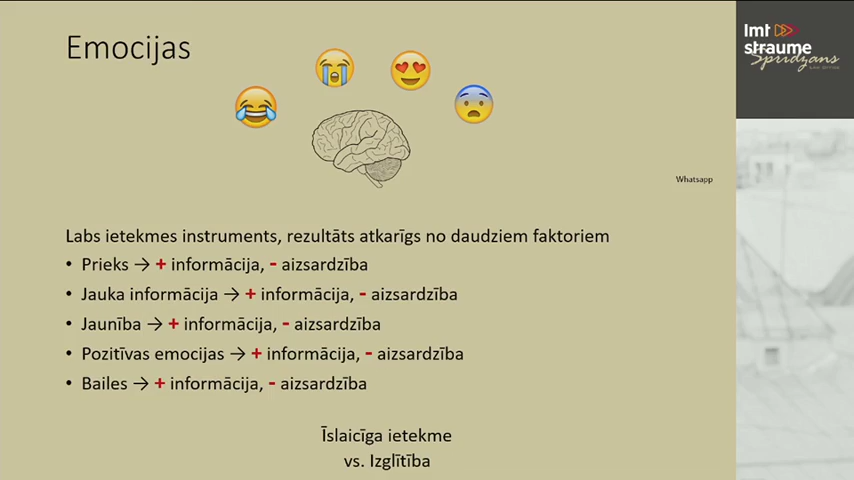 Emocijas
lmt
straume
Spridzāns
Whatsapp
Labs ietekmes instruments, rezultāts atkarīgs no daudziem faktoriem
• Prieks → + informācija, - aizsardzība
• Jauka informācija → + informācija, - aizsardzība
• Jaunība → + informācija, - aizsardzība
• Pozitīvas emocijas → + informācija, - aizsardzība
• Bailes → + informācija, - aizsardzība
Īslaicīga ietekme
vs. Izglītība